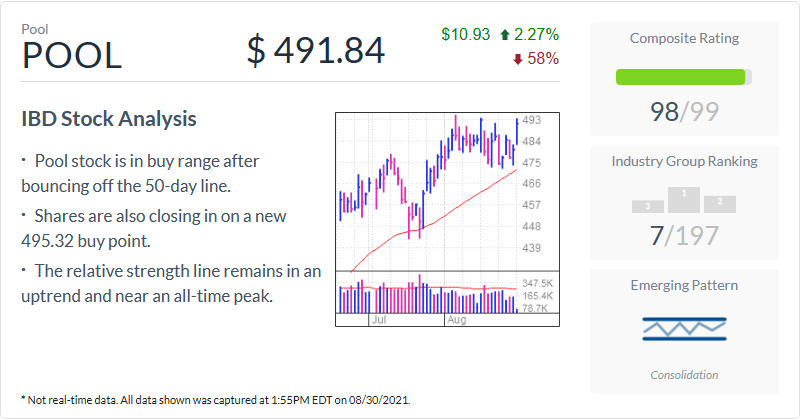 Pool
POOL
$ 491.84
$10.93 2.27%
58%
IBD Stock Analysis
· Pool stock is in buy range after
bouncing off the 50-day line.
· Shares are also closing in on a new
495.32 buy point.
· The relative strength line remains in an
uptrend and near an all-time peak.
493
484
475
466
457
448
439
347.5K
165.4K
78.7K
Jul
Aug
Composite Rating
98/99
Industry Group Ranking
3
1
2
7/197
Emerging Pattern
Consolidation
* Not real-time data. All data shown was captured at 1:55PM EDT on 08/30/2021.